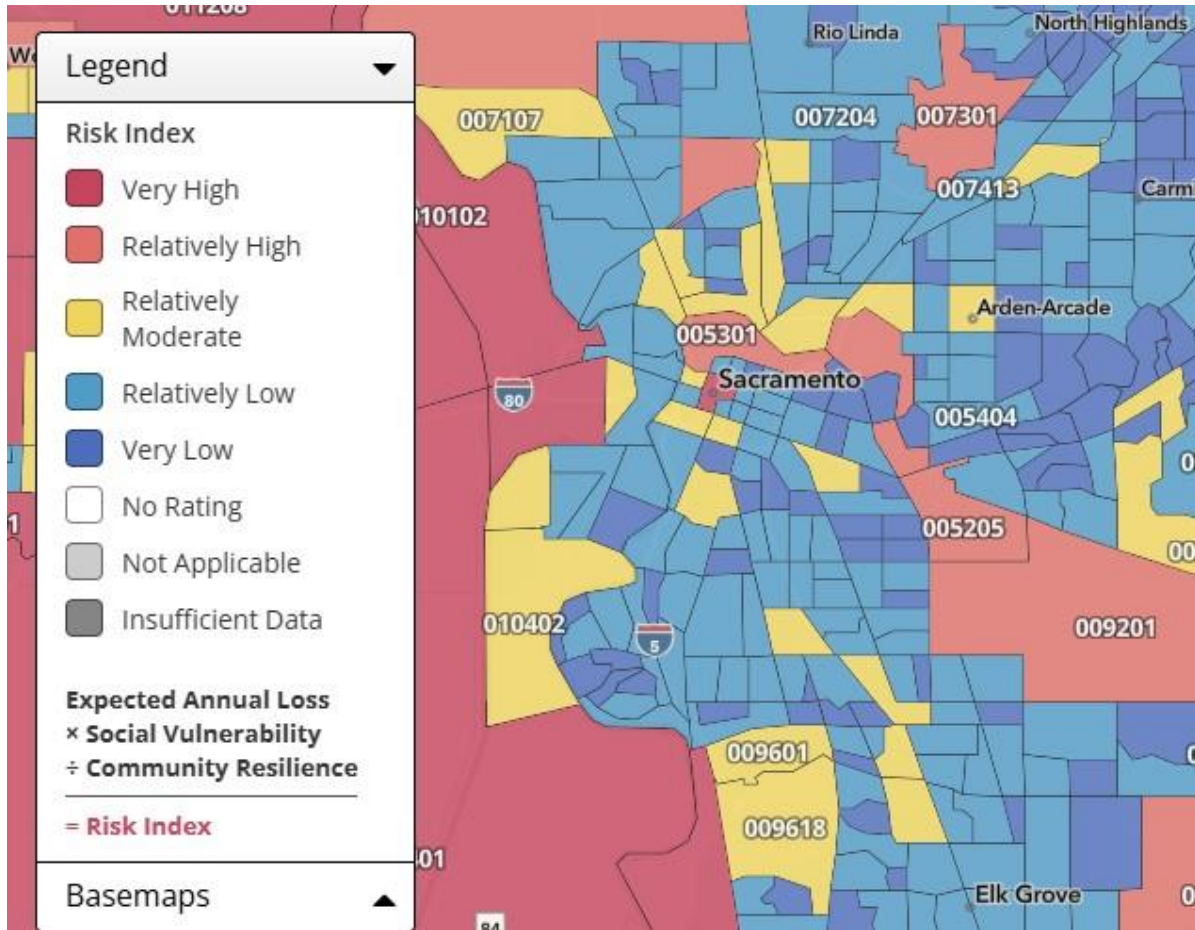 011208
Rio Linda
North Highlands
Legend
Risk Index
Very High
Relatively High
Relatively
Moderate
Relatively Low
Very Low
No Rating
Not Applicable
Insufficient Data
Expected Annual Loss
× Social Vulnerability
÷ Community Resilience
= Risk Index
Basemaps
007107
007204
007301
007413
Carmi
010102
Arden-Arcade
005301
Sacramento
80
005404
005205
010402
5
009201
009601
009618
Elk Grove
84